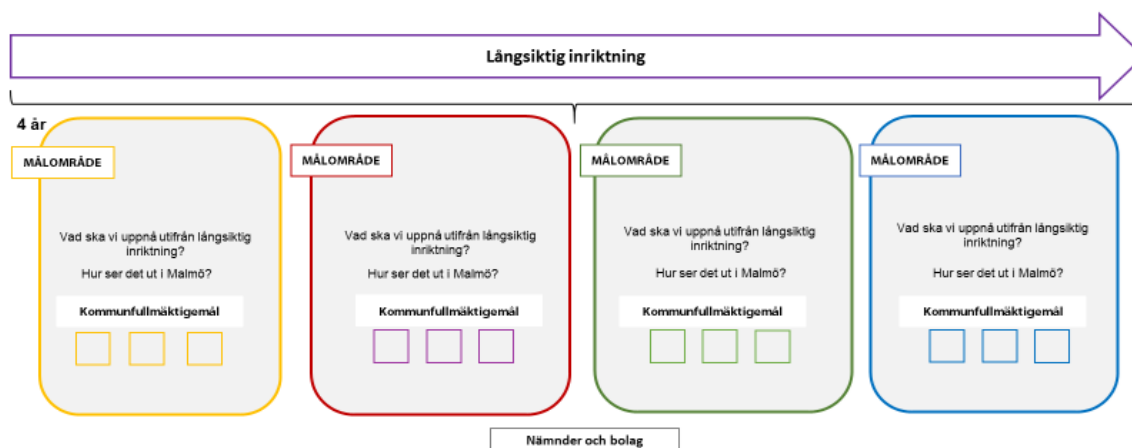 Långsiktig inriktning
4 år
MÅLOMRÅDE
Vad ska vi uppnå utifrån långsiktig
inriktning?
Hur ser det ut i Malmö?
Kommunfullmäktigemål
MÅLOMRÅDE
Vad ska vi uppnå utifrån långsiktig
inriktning?
Hur ser det ut i Malmö?
Kommunfullmäktigemål
MÅLOMRÅDE
Vad ska vi uppnå utifrån långsiktig
inriktning?
Hur ser det ut i Malmö?
Kommunfullmäktigemål
MÅLOMRÅDE
Vad ska vi uppnå utifrån långsiktig
inriktning?
Hur ser det ut i Malmö?
Kommunfullmäktigemål
Nämnder och bolag